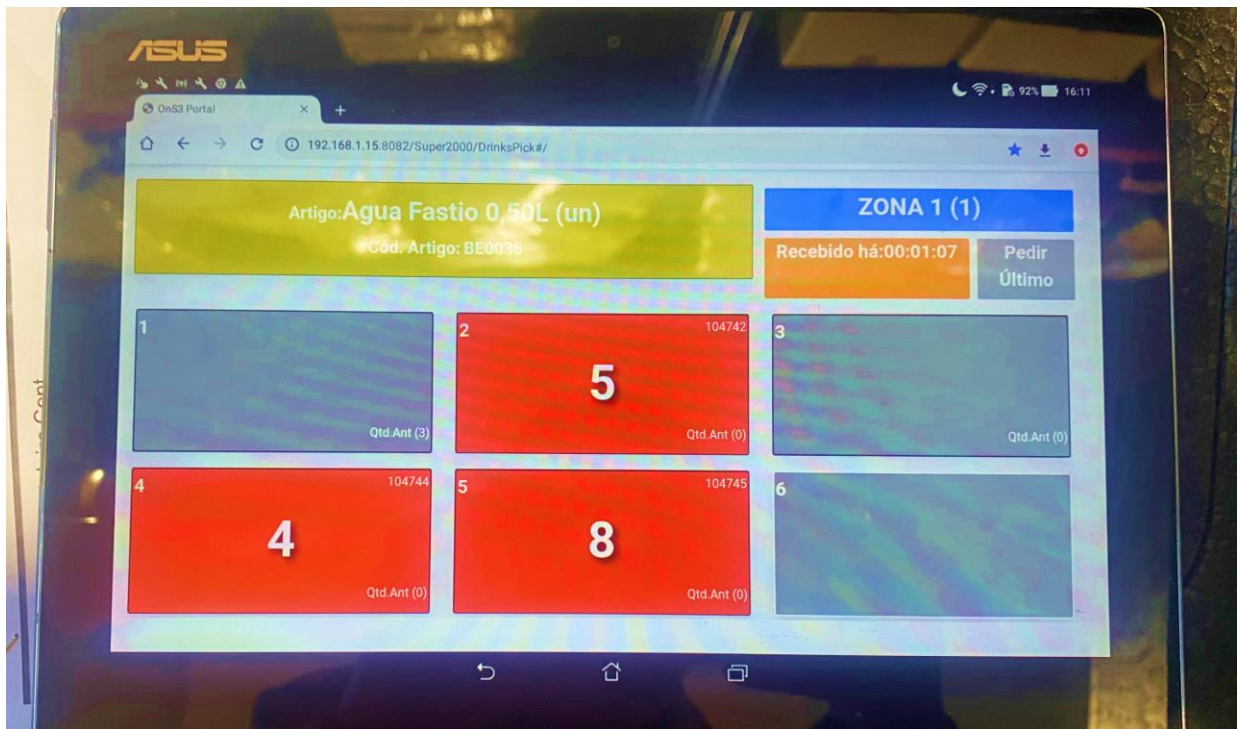 ASUS
92% 16:11
OnS3 Portal × +
192.168.1.15:8082/Super2000/DrinksPick#/
Artigo:Agua Fastio 0,50L (un)
Cód. Artigo: BE0038
ZONA 1 (1)
Recebido há:00:01:07
Pedir
Último
1
Qtd.Ant (3)
2 104742
5
Qtd.Ant (0)
3
Qtd.Ant (0)
4 104744
4
Qtd.Ant (0)
5 104745
8
Qtd.Ant (0)
6